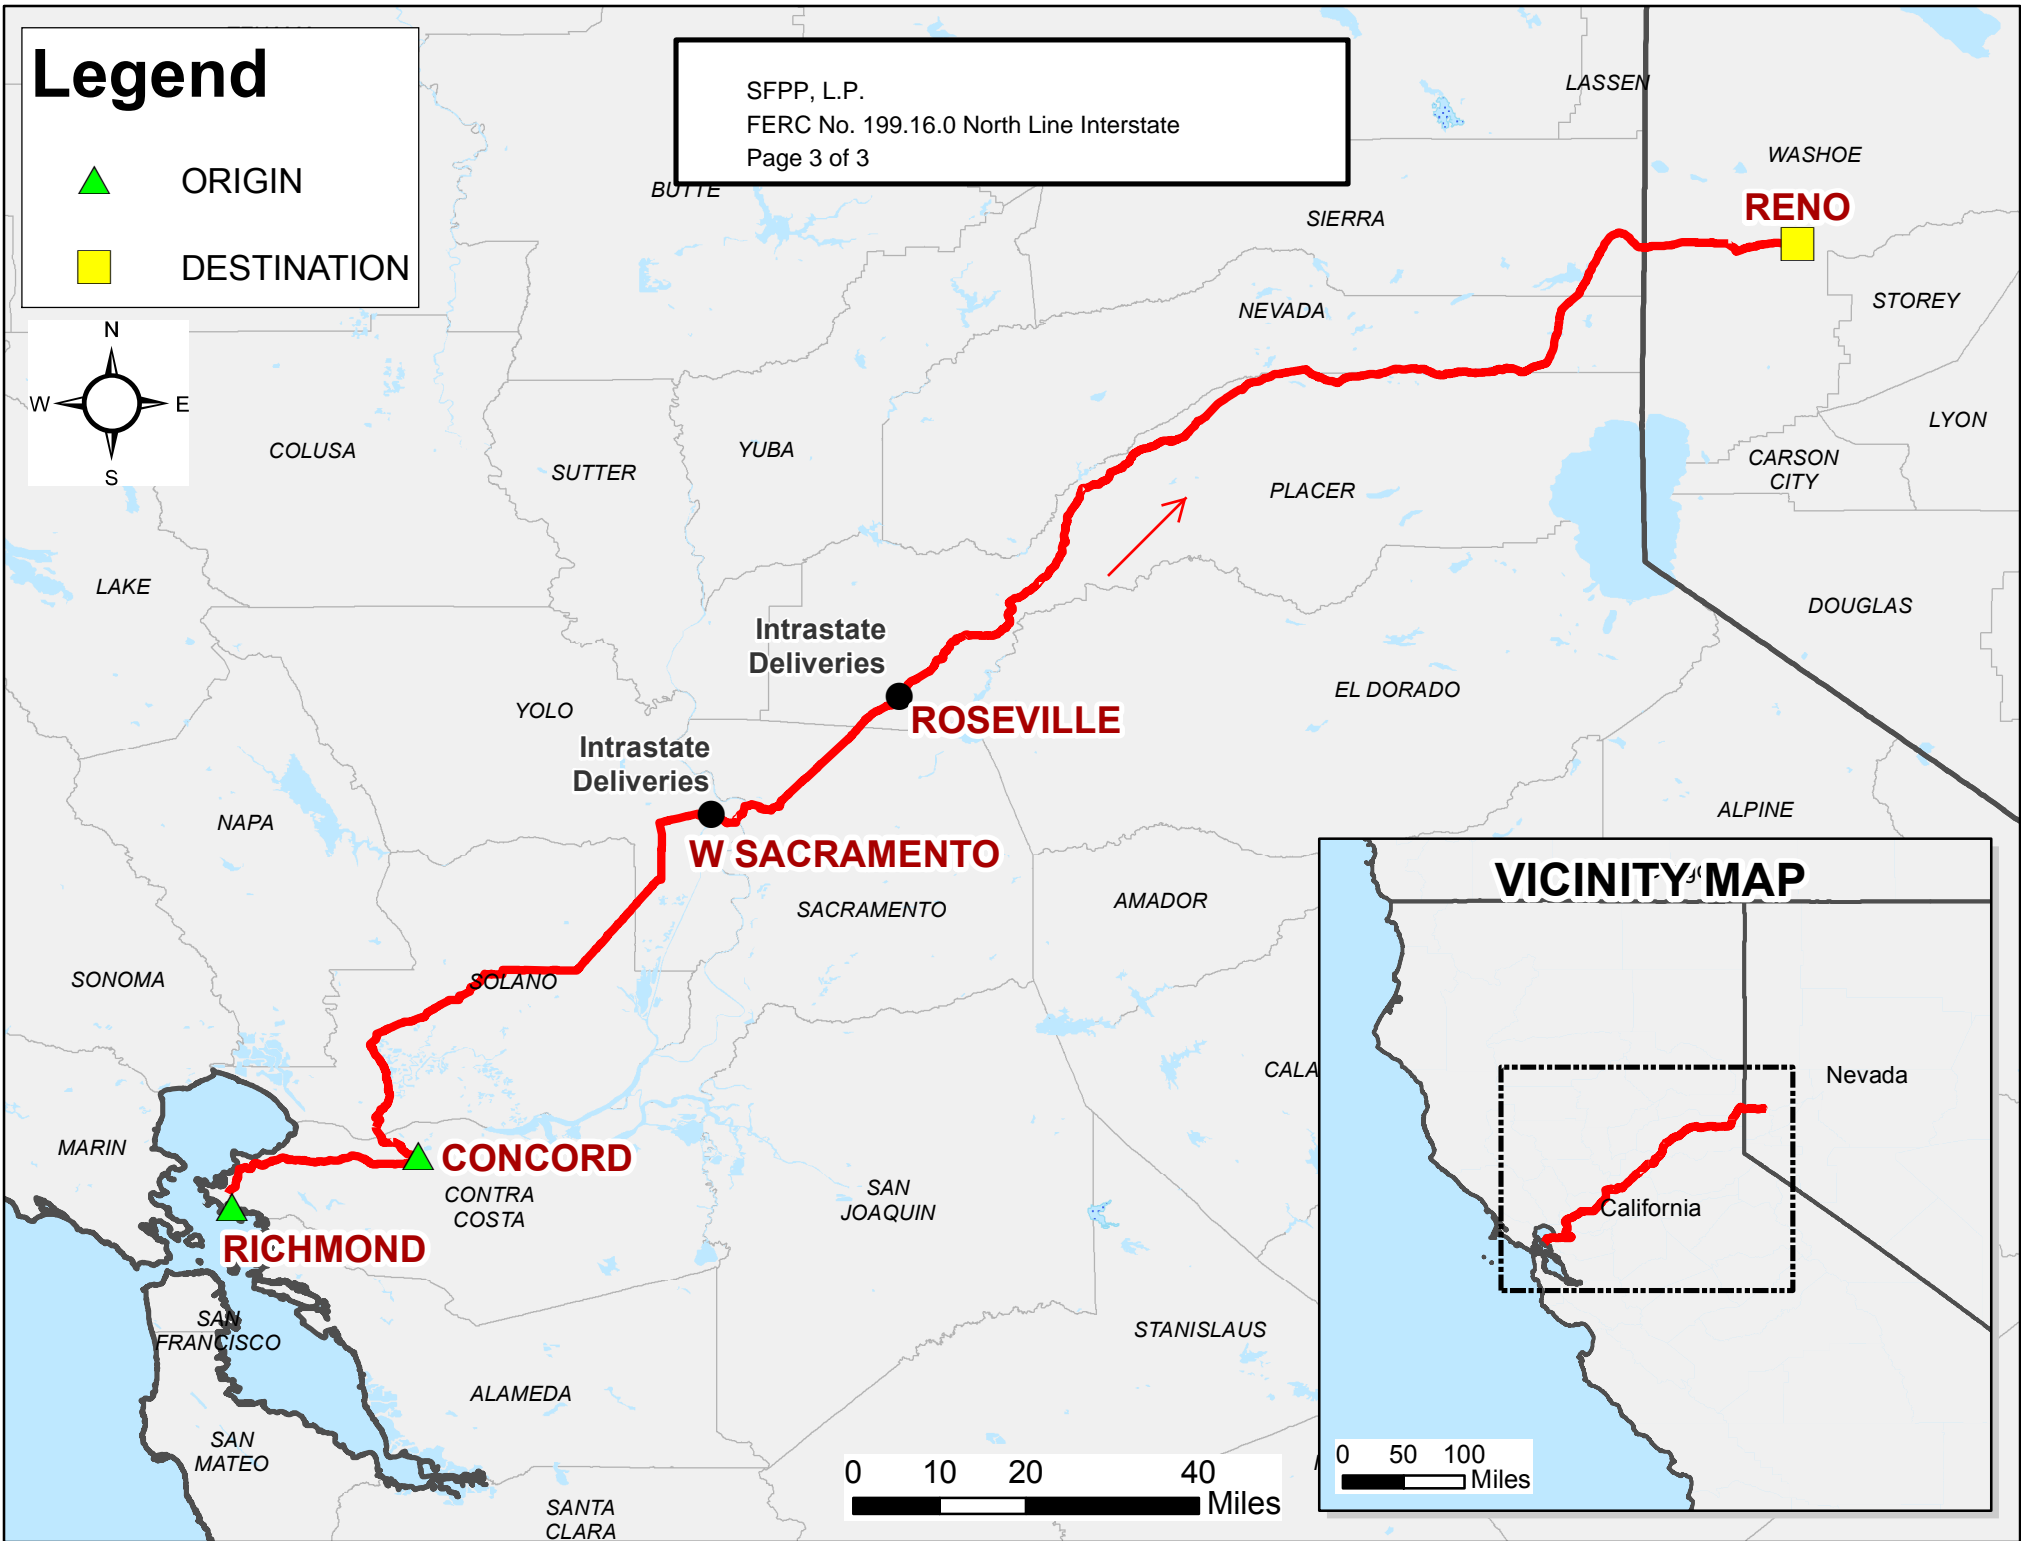 Legend
ORIGIN
DESTINATION
SFPP, L.P.
FERC No. 199.16.0 North Line Interstate
Page 3 of 3
N
W
E
S
LASSEN
WASHOE
BUTTE
SIERRA
RENO
STOREY
NEVADA
LYON
COLUSA
SUTTER
YUBA
CARSON
CITY
PLACER
LAKE
DOUGLAS
Intrastate
Deliveries
ROSEVILLE
EL DORADO
YOLO
Intrastate
Deliveries
W SACRAMENTO
NAPA
ALPINE
SACRAMENTO
AMADOR
SONOMA
SOLANO
CALA
MARIN
CONCORD
CONTRA
COSTA
SAN
JOAQUIN
RICHMOND
SAN
FRANCISCO
STANISLAUS
ALAMEDA
SAN
MATEO
SANTA
CLARA
0 10 20 40
Miles
VICINITY MAP
Nevada
California
0 50 100
Miles